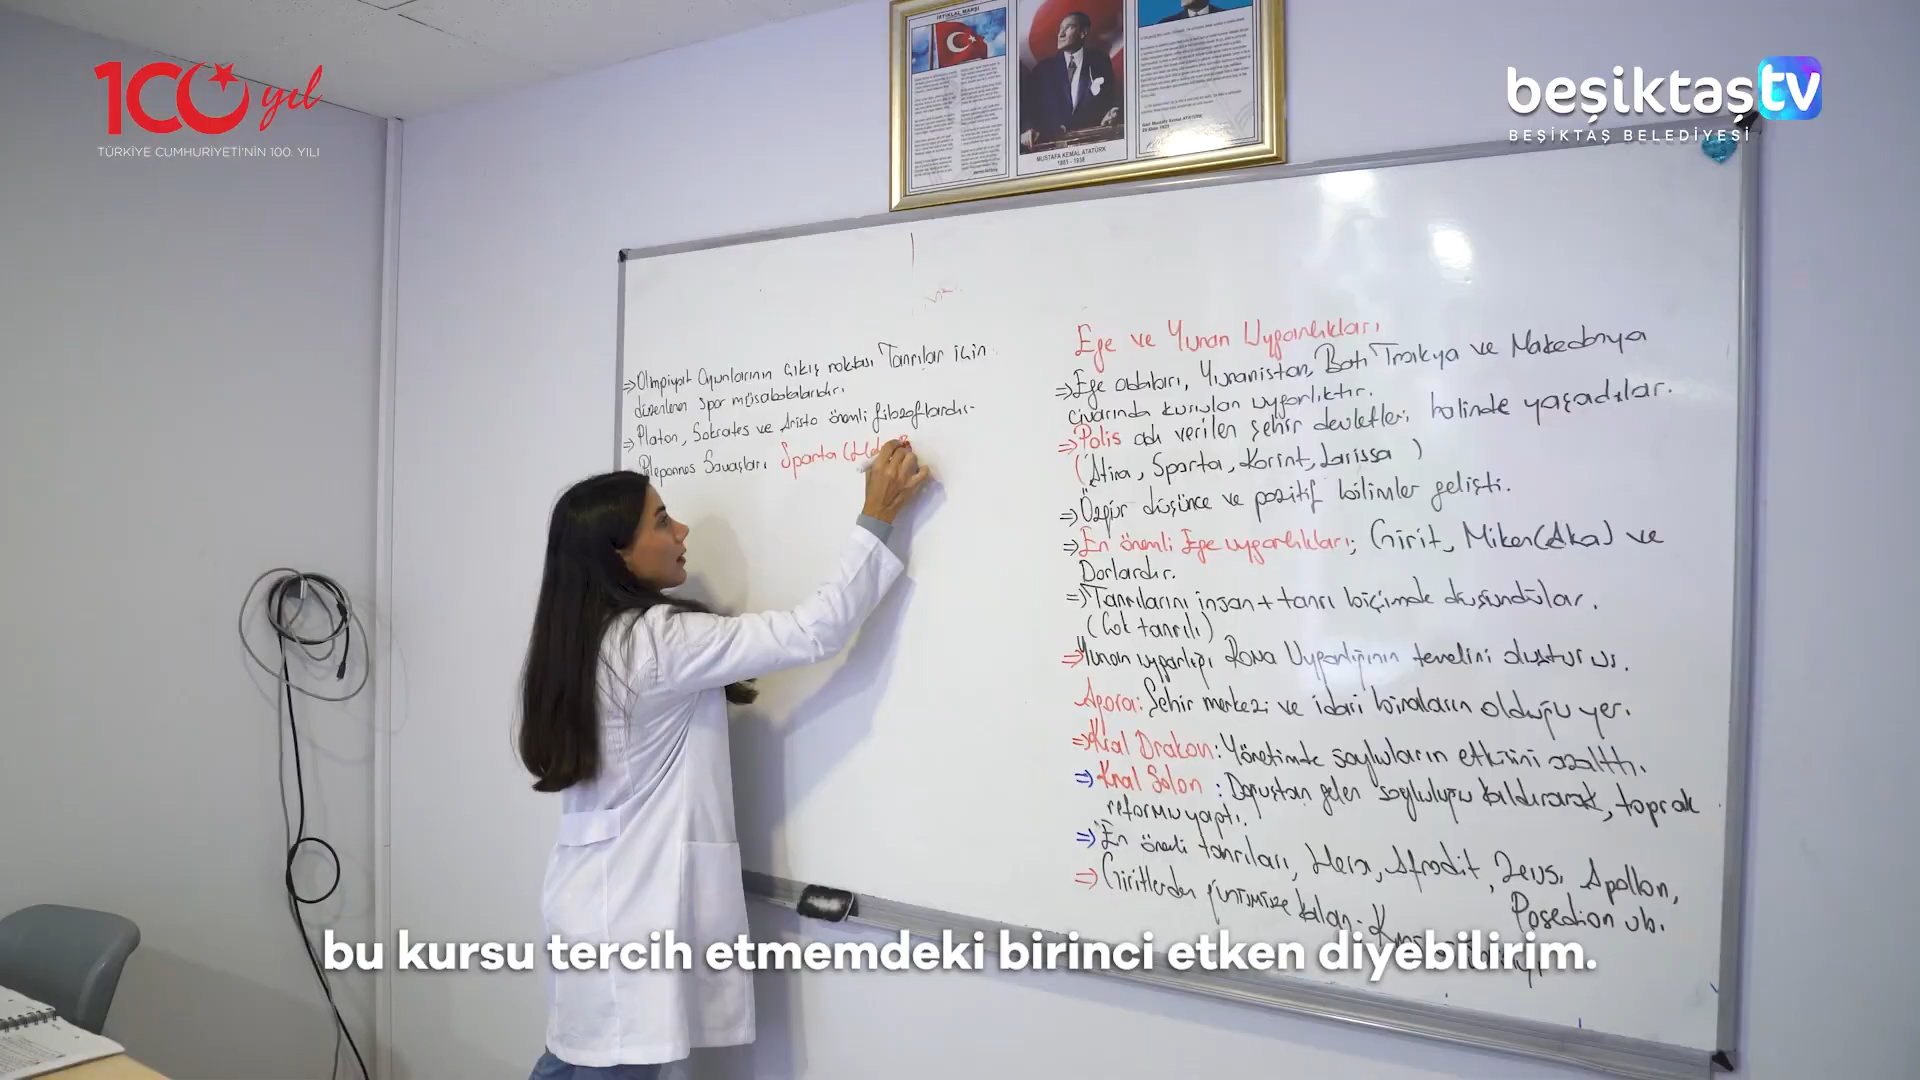 100 yıl
TÜRKİYE CUMHURİYETİ'NİN 100. YILI
beşiktaş tv
BEŞİKTAŞ BELEDİYESİ
İSTİKLAL MARŞI
MUSTAFA KEMAL ATATÜRK
1881 - 1938
⇒ Olimpiyat Oyunlarının çıkış noktası Tanrılar için
düzenlenen spor müsabakalarıdır.
⇒ Platon, Sokrates ve Aristo önemli filozoflardır.
Peleponnes Savaşları Sparta
Ege ve Yunan Uygarlıkları
⇒ Ege adaları, Yunanistan, Batı Trakya ve Makedonya
civarında kurulan uygarlıktır.
⇒ Polis adı verilen şehir devletleri halinde yaşadılar.
(Atina, Sparta, Korint, Larissa)
⇒ Özgür düşünce ve pozitif bilimler gelişti.
⇒ En önemli Ege uygarlıkları; Girit, Miken(Aka) ve
Dorlardır.
⇒ Tanrılarını insan + tanrı biçimde düşündüler.
(Çok tanrılı)
⇒ Yunan uygarlığı Roma Uygarlığının temelini oluşturur.
Agora: Şehir merkezi ve idari binaların olduğu yer.
⇒ Kral Drakon: Yönetimde soyluların etkisini azalttı.
⇒ Kral Solon: Doğuştan gelen soyluluğu kaldırarak, toprak
reformu yaptı.
⇒ En önemli tanrıları, Hera, Afrodit, Zeus, Apollon,
Posedion vb.
⇒ Giritlerden günümüze kalan
bu kursu tercih etmemdeki birinci etken diyebilirim.